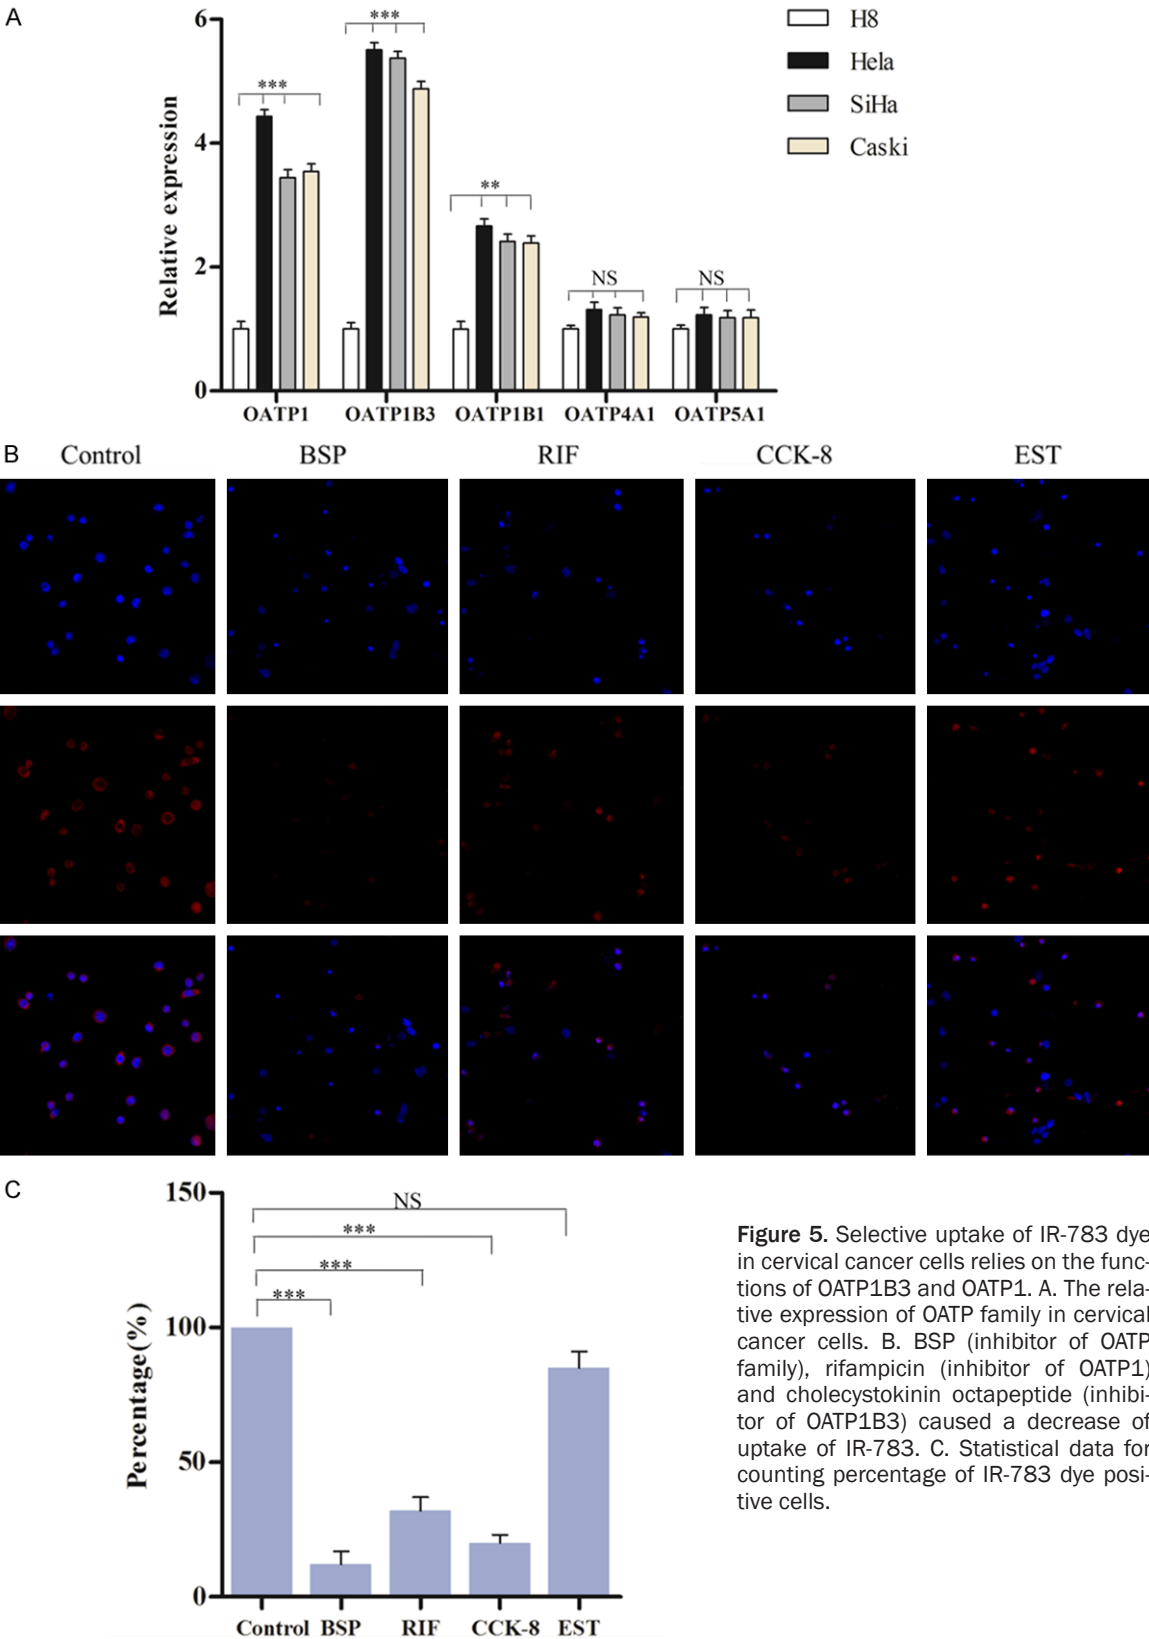 A
6
4
2
0
Relative expression
***
***
**
NS
NS
H8
Hela
SiHa
Caski
OATP1 OATP1B3 OATP1B1 OATP4A1 OATP5A1
B
Control BSP RIF CCK-8 EST
C
150
100
50
0
Percentage(%)
NS
***
***
***
Control BSP RIF CCK-8 EST
Figure 5. Selective uptake of IR-783 dye
in cervical cancer cells relies on the func-
tions of OATP1B3 and OATP1. A. The rela-
tive expression of OATP family in cervical
cancer cells. B. BSP (inhibitor of OATP
family), rifampicin (inhibitor of OATP1)
and cholecystokinin octapeptide (inhibi-
tor of OATP1B3) caused a decrease of
uptake of IR-783. C. Statistical data for
counting percentage of IR-783 dye posi-
tive cells.